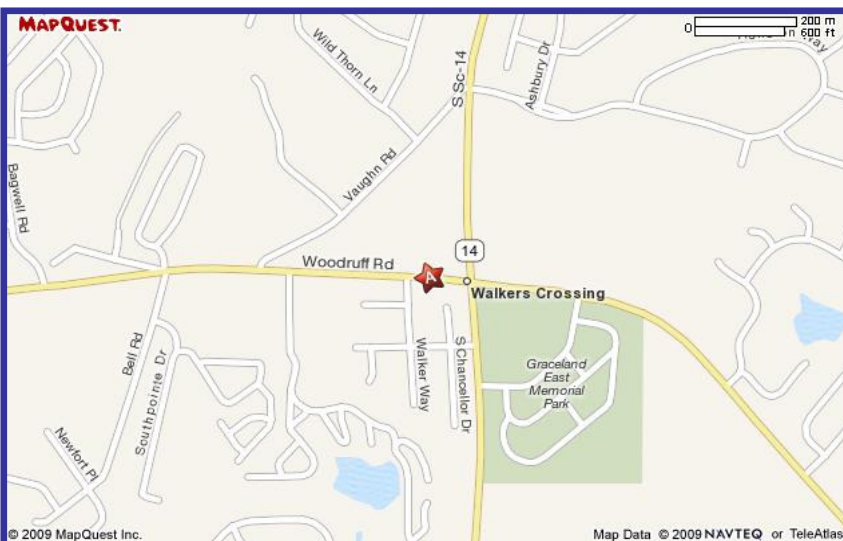 MAPQUEST.
0
200 m
600 ft
Wild Thorn Ln
S Sc-14
Ashbury Dr
Vaughn Rd
Bagwell Rd
Woodruff Rd
14
A
Walkers Crossing
Bell Rd
Southpointe Dr
Walker Way
S Chancellor Dr
Graceland
East
Memorial
Park
Newfort Pl
© 2009 MapQuest Inc.
Map Data © 2009 NAVTEQ or TeleAtlas